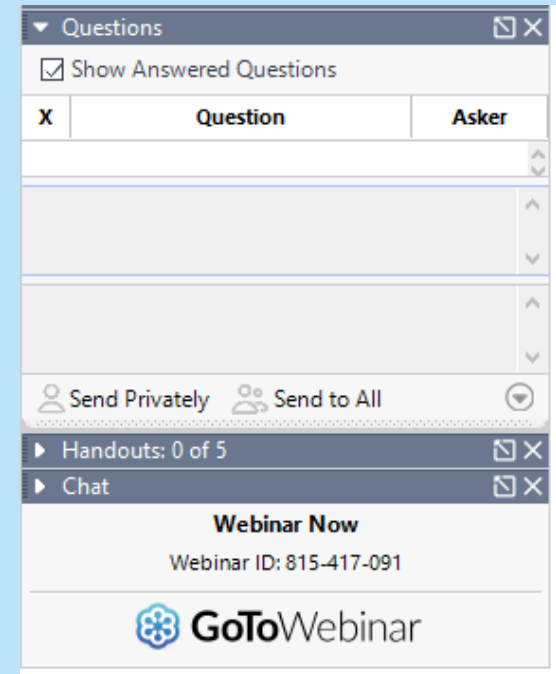 Questions
Show Answered Questions
X Question Asker
Send Privately Send to All
Handouts: 0 of 5
Chat
Webinar Now
Webinar ID: 815-417-091
GoToWebinar